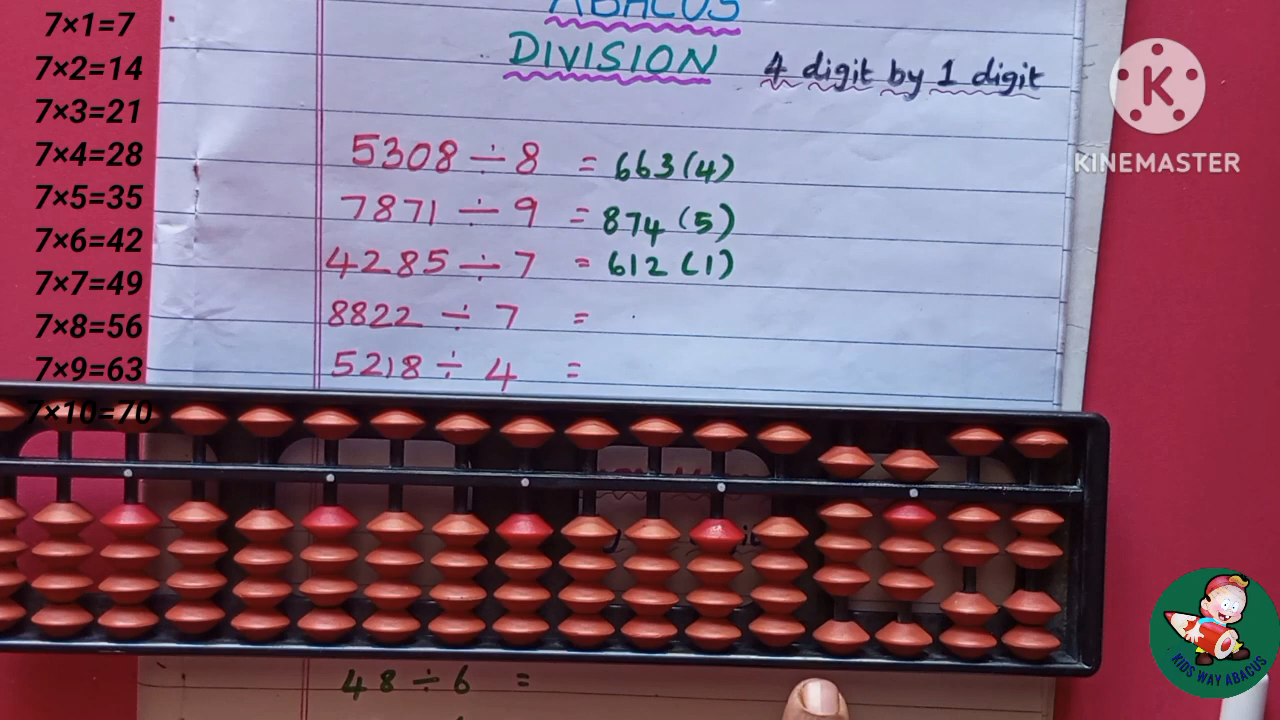 ABACUS
DIVISION 4 digit by 1 digit
5308 ÷ 8 = 663 (4)
7871 ÷ 9 = 874 (5)
4285 ÷ 7 = 612 (1)
8822 ÷ 7 =
5218 ÷ 4 =
48 ÷ 6 =
7×1=7
7×2=14
7×3=21
7×4=28
7×5=35
7×6=42
7×7=49
7×8=56
7×9=63
7×10=70
K
KINEMASTER
KIDS WAY ABACUS